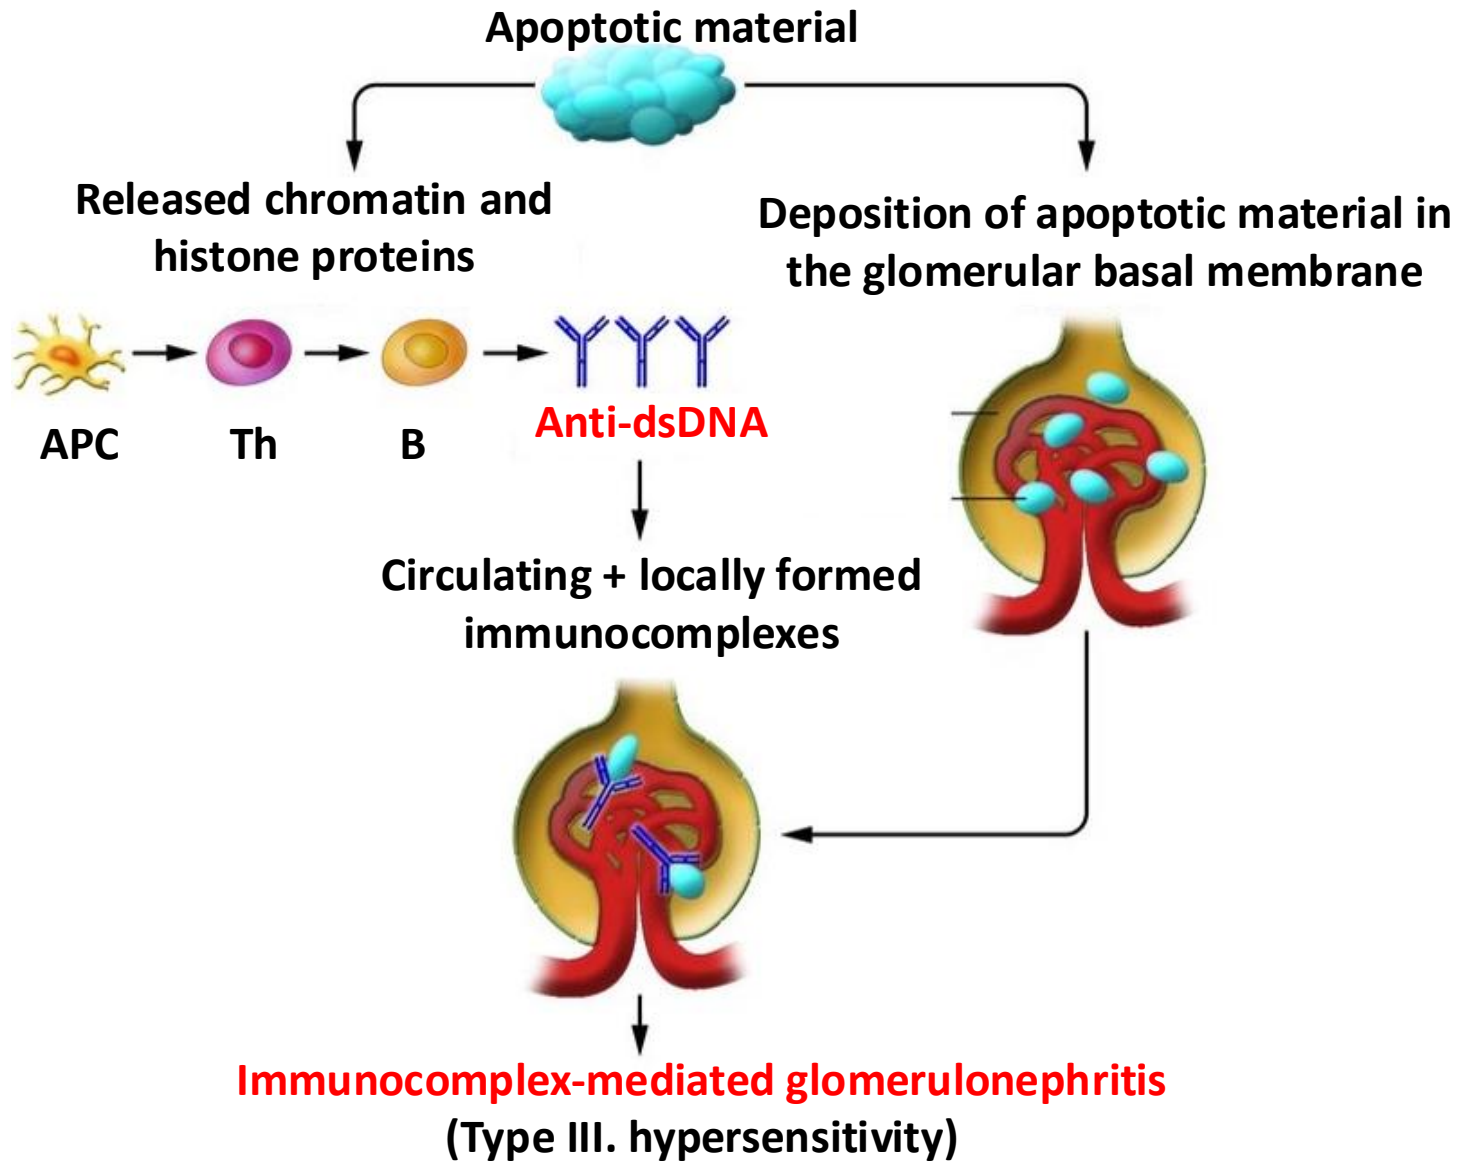 Apoptotic material
Released chromatin and
histone proteins
Deposition of apoptotic material in
the glomerular basal membrane
APC
Th
B
Anti-dsDNA
Circulating + locally formed
immunocomplexes
Immunocomplex-mediated glomerulonephritis
(Type III. hypersensitivity)